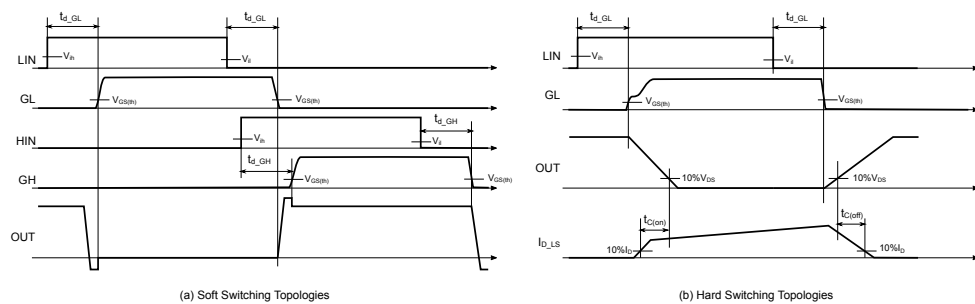 t_d_GL
t_d_GL
LIN
V_ih
V_il
GL
V_GS(th)
V_GS(th)
t_d_GH
HIN
V_ih
V_il
t_d_GH
GH
V_GS(th)
V_GS(th)
OUT
(a) Soft Switching Topologies
t_d_GL
t_d_GL
LIN
V_ih
V_il
GL
V_GS(th)
V_GS(th)
OUT
10%V_DS
10%V_DS
t_C(on)
t_C(off)
I_D_LS
10%I_D
10%I_D
(b) Hard Switching Topologies